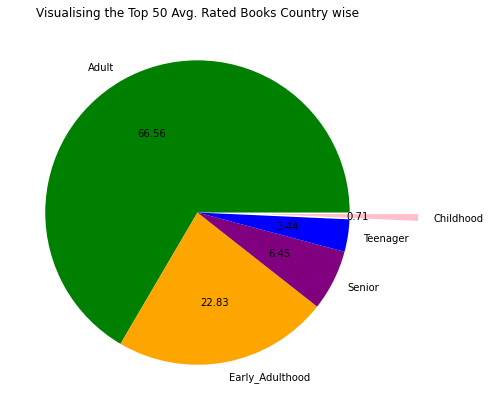 Visualising the Top 50 Avg. Rated Books Country wise
Adult
66.56
0.71
Childhood
3.44
Teenager
6.45
Senior
22.83
Early_Adulthood